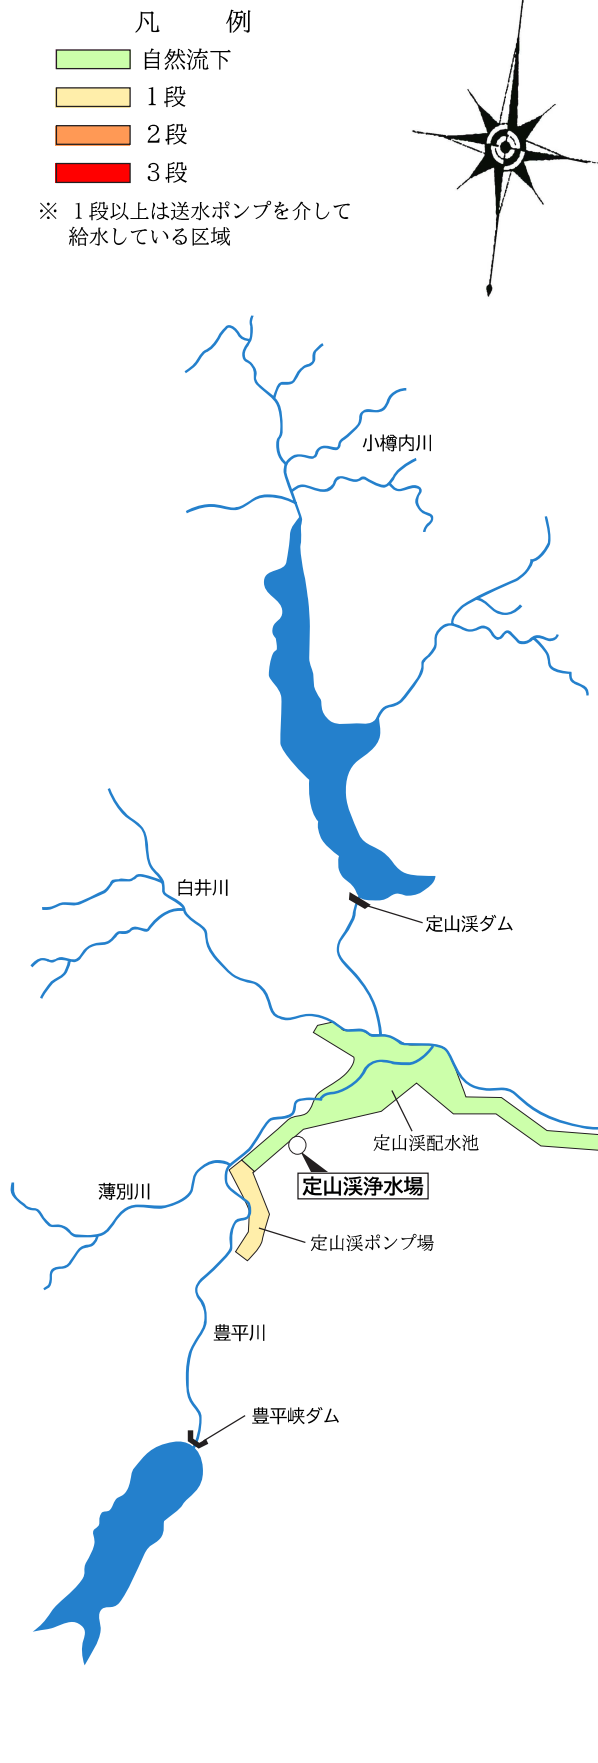 凡　例
自然流下
１段
２段
３段
※ １段以上は送水ポンプを介して
給水している区域
小樽内川
白井川
定山渓ダム
定山渓配水池
定山渓浄水場
薄別川
定山渓ポンプ場
豊平川
豊平峡ダム